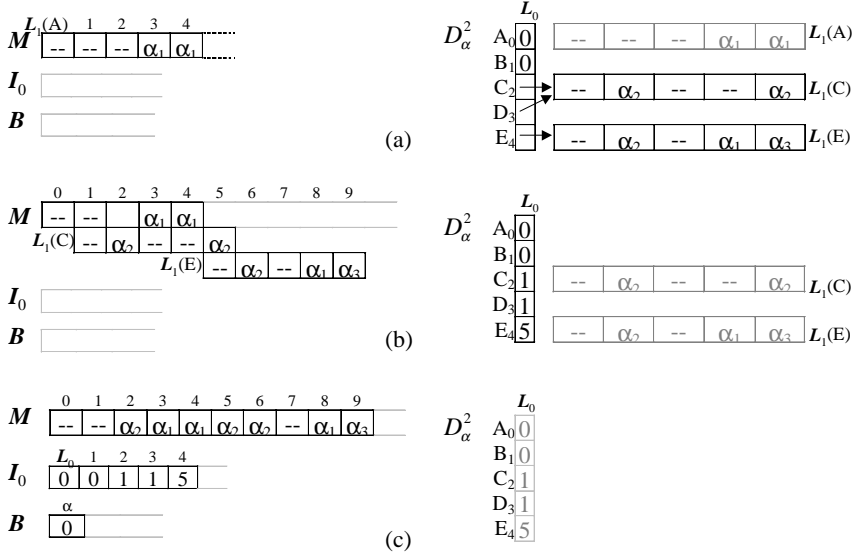 L₁(A) 1 2 3 4
M -- -- -- α₁ α₁
I₀
B
(a)
L₀
D²α A₀ 0 -- -- -- α₁ α₁ L₁(A)
B₁ 0
C₂ -- α₂ -- -- α₂ L₁(C)
D₃
E₄ -- α₂ -- α₁ α₃ L₁(E)
0 1 2 3 4 5 6 7 8 9
M -- -- α₁ α₁
L₁(C) -- α₂ -- -- α₂
L₁(E) -- α₂ -- α₁ α₃
I₀
B
(b)
L₀
D²α A₀ 0
B₁ 0
C₂ 1 -- α₂ -- -- α₂ L₁(C)
D₃ 1
E₄ 5 -- α₂ -- α₁ α₃ L₁(E)
0 1 2 3 4 5 6 7 8 9
M -- -- α₂ α₁ α₁ α₂ α₂ -- α₁ α₃
L₀ 1 2 3 4
I₀ 0 0 1 1 5
α
B 0
(c)
L₀
D²α A₀ 0
B₁ 0
C₂ 1
D₃ 1
E₄ 5